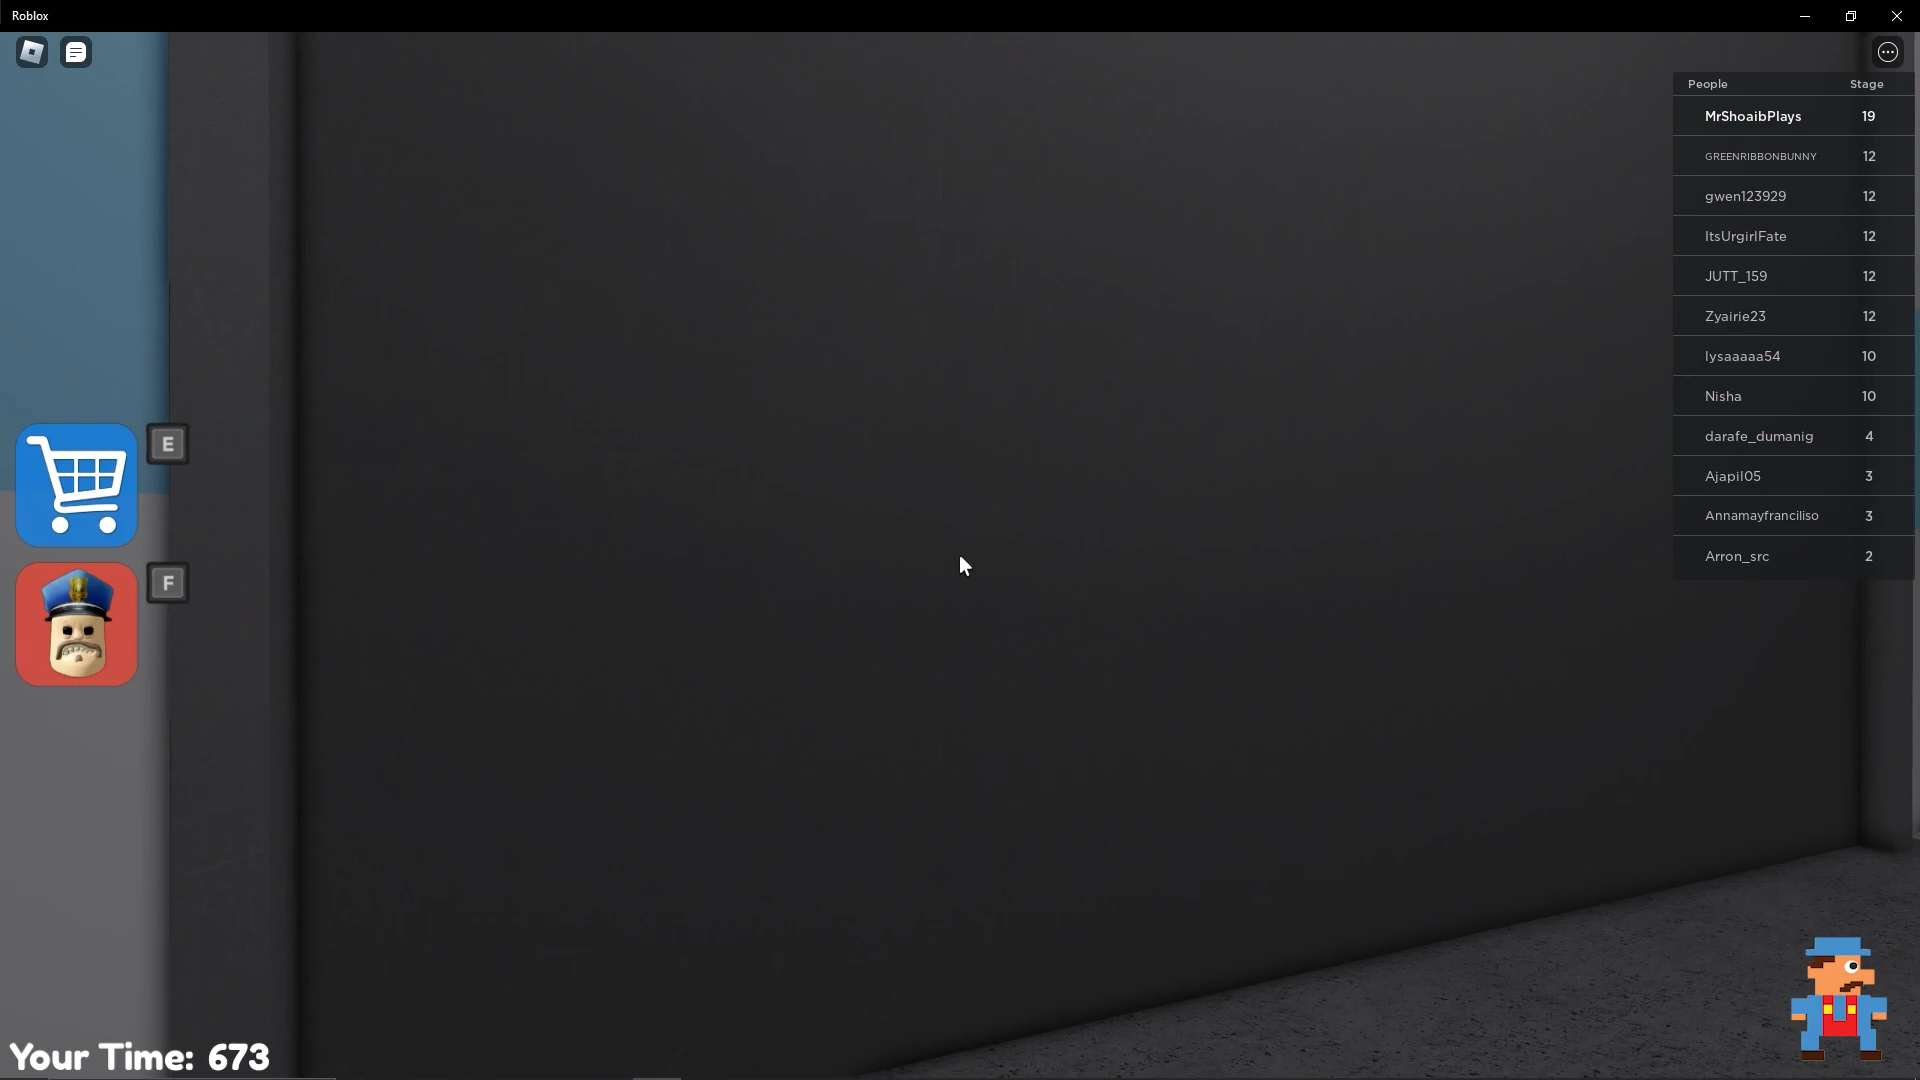 Roblox
People Stage
MrShoaibPlays 19
GREENRIBBONBUNNY 12
gwen123929 12
ItsUrgirlFate 12
JUTT_159 12
Zyairie23 12
lysaaaaa54 10
Nisha 10
darafe_dumanig 4
Ajapil05 3
Annamayfranciliso 3
Arron_src 2
E
F
Your Time: 673